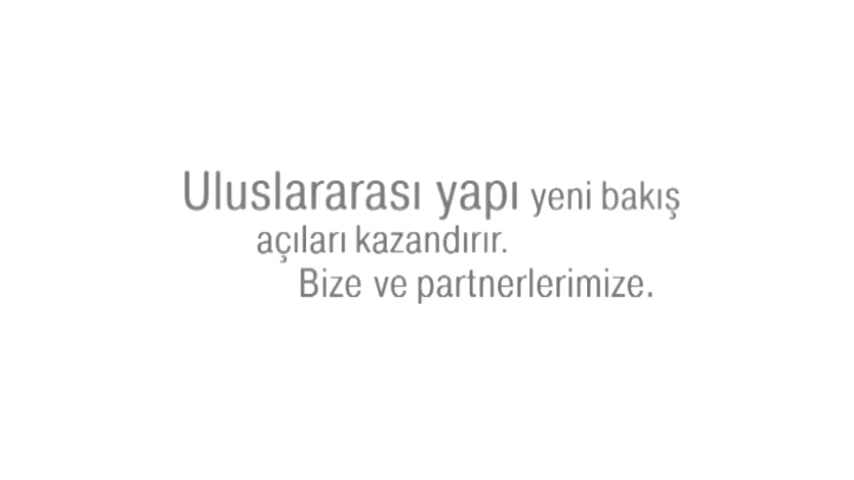 Uluslararası yapı yeni bakış
açıları kazandırır.
Bize ve partnerlerimize.